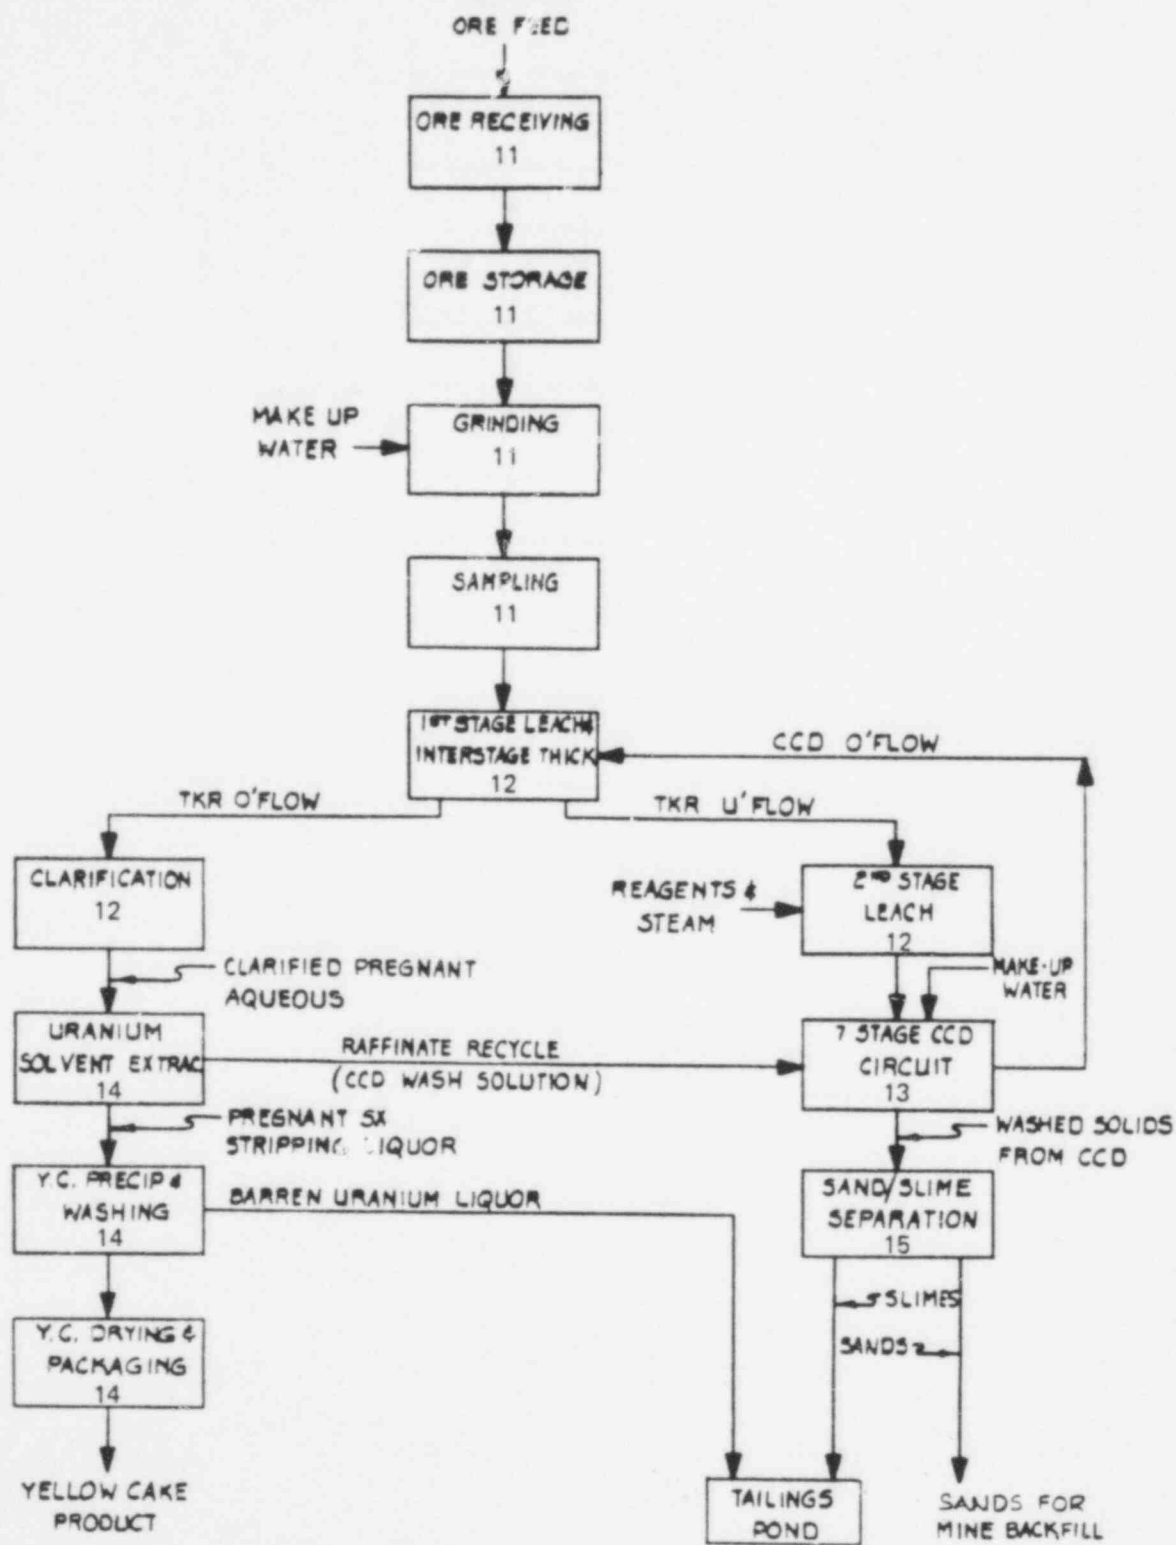 ORE FEED
ORE RECEIVING
11
ORE STORAGE
11
MAKE UP
WATER
GRINDING
11
SAMPLING
11
1ST STAGE LEACH &
INTERSTAGE THICK
12
CCD O'FLOW
TKR O'FLOW
TKR U'FLOW
CLARIFICATION
12
REAGENTS &
STEAM
2ND STAGE
LEACH
12
CLARIFIED PREGNANT
AQUEOUS
MAKE-UP
WATER
URANIUM
SOLVENT EXTRAC
14
RAFFINATE RECYCLE
(CCD WASH SOLUTION)
7 STAGE CCD
CIRCUIT
13
PREGNANT SX
STRIPPING LIQUOR
WASHED SOLIDS
FROM CCD
Y.C. PRECIP &
WASHING
14
BARREN URANIUM LIQUOR
SAND/SLIME
SEPARATION
15
SLIMES
SANDS
Y.C. DRYING &
PACKAGING
14
YELLOW CAKE
PRODUCT
TAILINGS
POND
SANDS FOR
MINE BACKFILL